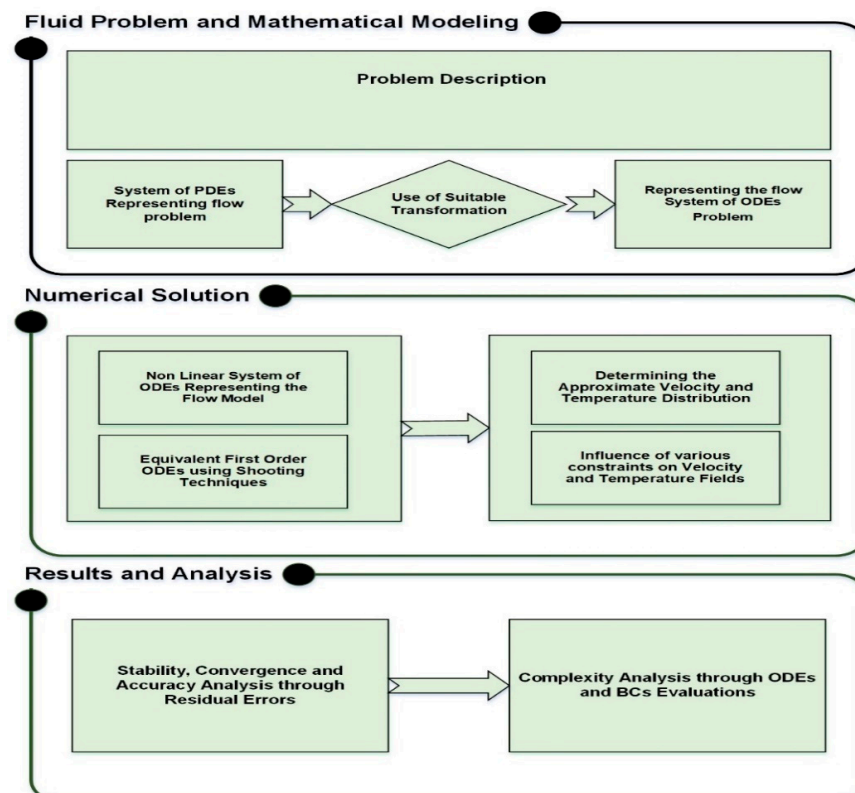 Fluid Problem and Mathematical Modeling
Problem Description
System of PDEs
Representing flow
problem
Use of Suitable
Transformation
Representing the flow
System of ODEs
Problem
Numerical Solution
Non Linear System of
ODEs Representing the
Flow Model
Equivalent First Order
ODEs using Shooting
Techniques
Determining the
Approximate Velocity and
Temperature Distribution
Influence of various
constraints on Velocity
and Temperature Fields
Results and Analysis
Stability, Convergence and
Accuracy Analysis through
Residual Errors
Complexity Analysis through ODEs
and BCs Evaluations